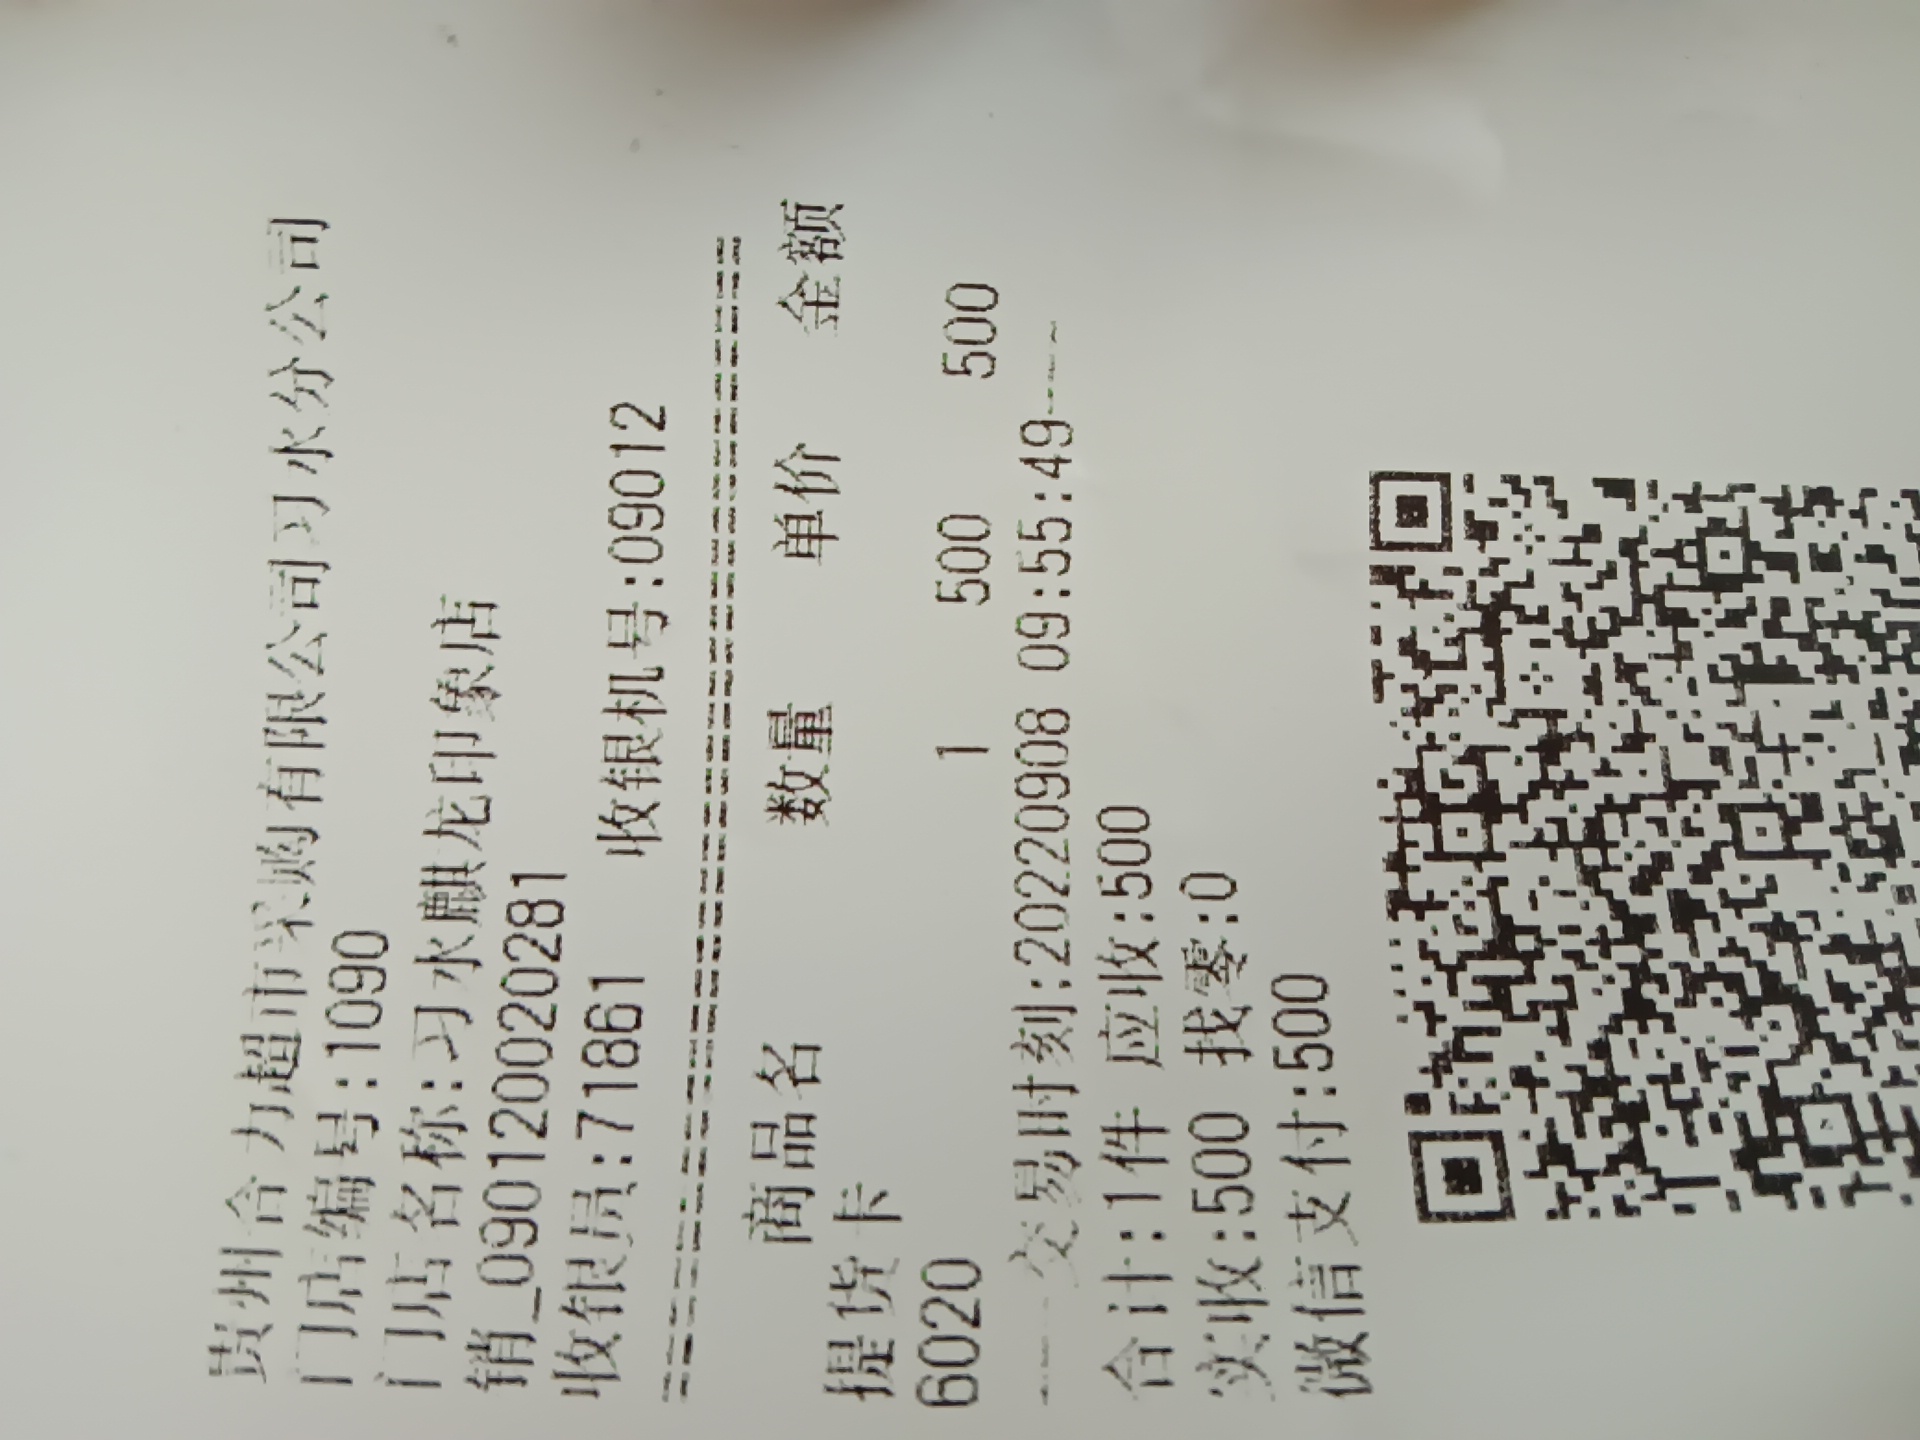 贵州合力超市采购有限公司习水分公司
门店编号:1090
门店名称:习水麒龙印象店
销_090120020281
收银员:71861 收银机号:09012
================================
商品名 数量 单价 金额
提货卡
6020 1 500 500
----交易时刻:20220908 09:55:49----
合计:1件 应收:500
实收:500 找零:0
微信支付:500